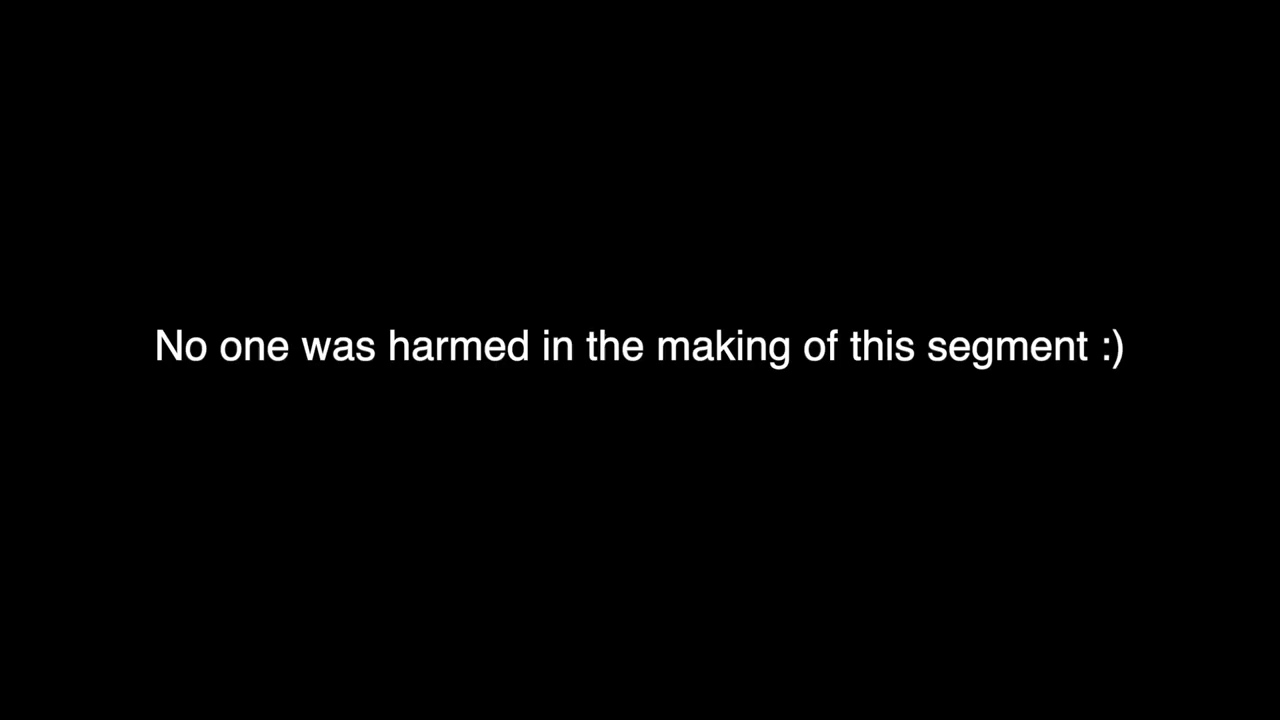 No one was harmed in the making of this segment :)